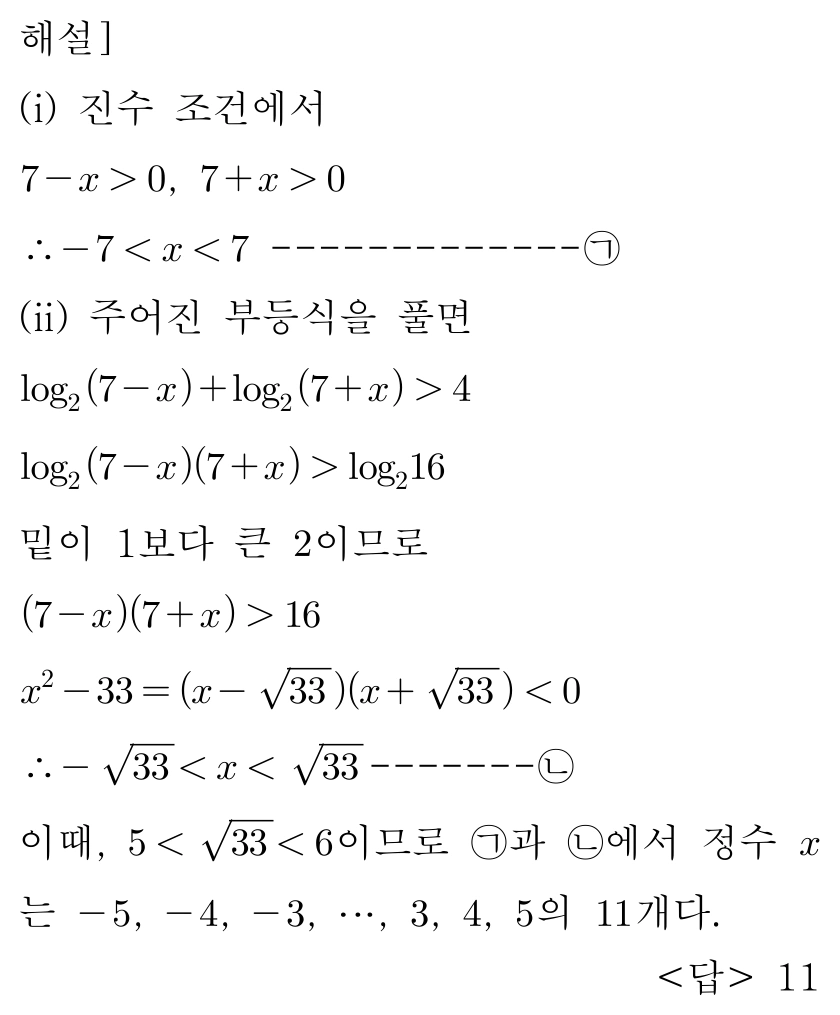 해설]
(i) 진수 조건에서
7-x>0, 7+x>0
∴-7<x<7 -------------㉠
(ii) 주어진 부등식을 풀면
log₂(7-x)+log₂(7+x)>4
log₂(7-x)(7+x)>log₂16
밑이 1보다 큰 2이므로
(7-x)(7+x)>16
x²-33=(x-√33)(x+√33)<0
∴-√33<x<√33-------㉡
이때, 5<√33<6이므로 ㉠과 ㉡에서 정수 x
는 -5, -4, -3, ⋯, 3, 4, 5의 11개다.
<답> 11